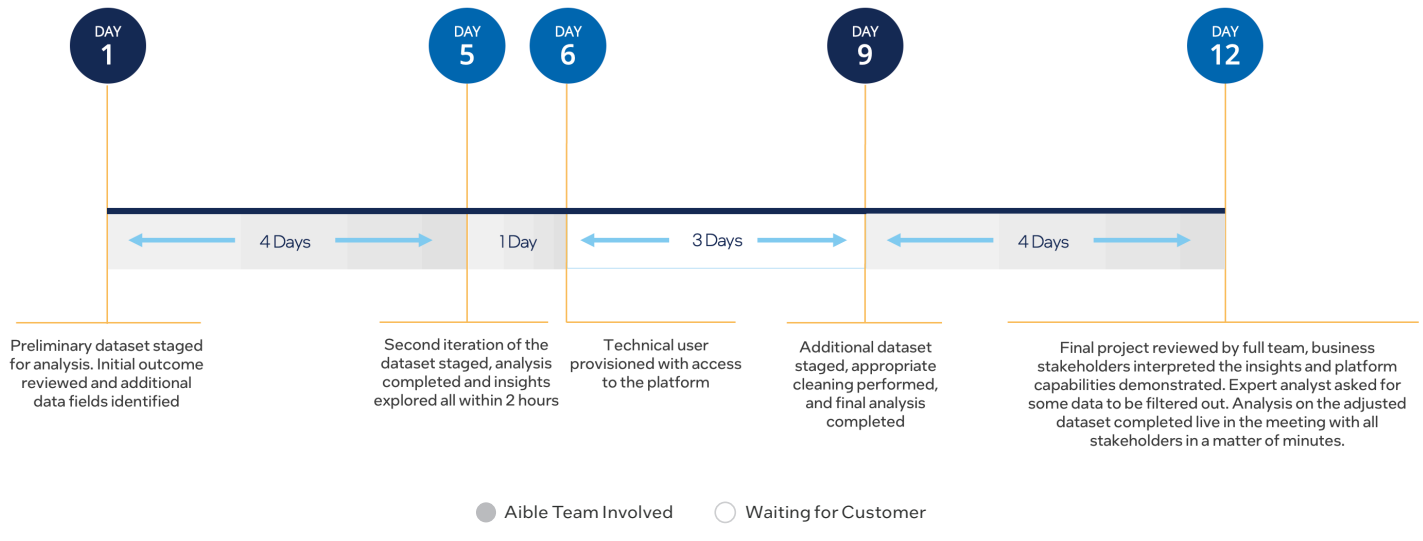 DAY
1
DAY
5
DAY
6
DAY
9
DAY
12
4 Days
1 Day
3 Days
4 Days
Preliminary dataset staged
for analysis. Initial outcome
reviewed and additional
data fields identified
Second iteration of the
dataset staged, analysis
completed and insights
explored all within 2 hours
Technical user
provisioned with access
to the platform
Additional dataset
staged, appropriate
cleaning performed,
and final analysis
completed
Final project reviewed by full team, business
stakeholders interpreted the insights and platform
capabilities demonstrated. Expert analyst asked for
some data to be filtered out. Analysis on the adjusted
dataset completed live in the meeting with all
stakeholders in a matter of minutes.
Aible Team Involved
Waiting for Customer